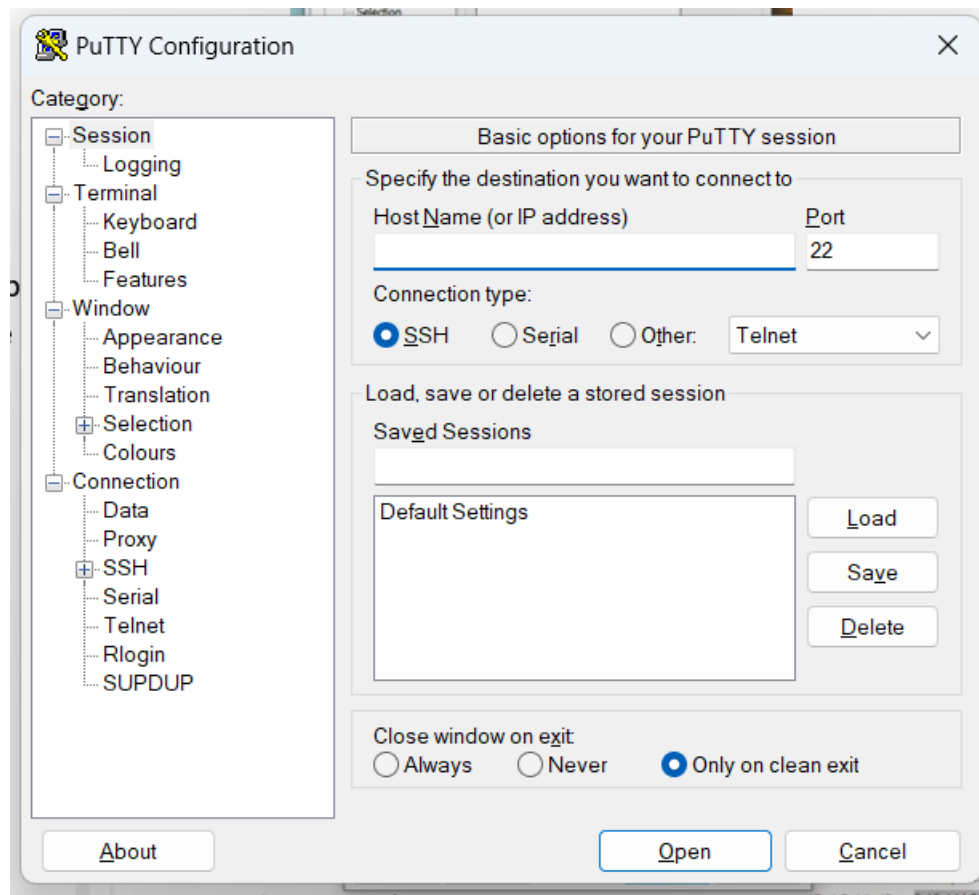 Selection
PuTTY Configuration
Category:
Session
Logging
Terminal
Keyboard
Bell
Features
Window
Appearance
Behaviour
Translation
Selection
Colours
Connection
Data
Proxy
SSH
Serial
Telnet
Rlogin
SUPDUP
Basic options for your PuTTY session
Specify the destination you want to connect to
Host Name (or IP address) Port
22
Connection type:
SSH Serial Other: Telnet
Load, save or delete a stored session
Saved Sessions
Default Settings
Load
Save
Delete
Close window on exit:
Always Never Only on clean exit
About Open Cancel